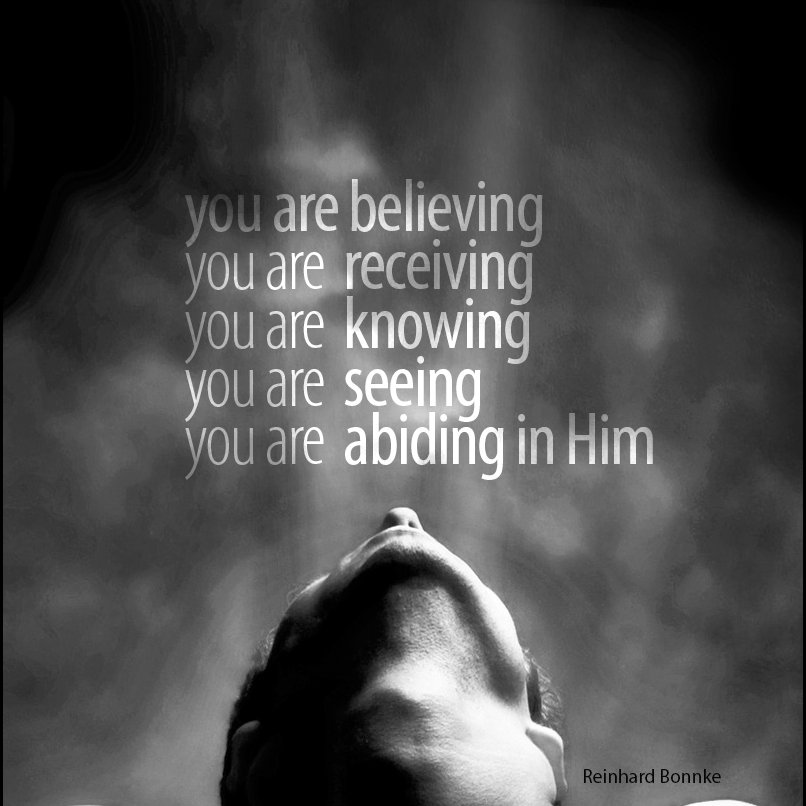 you are believing
you are receiving
you are knowing
you are seeing
you are abiding in Him
Reinhard Bonnke